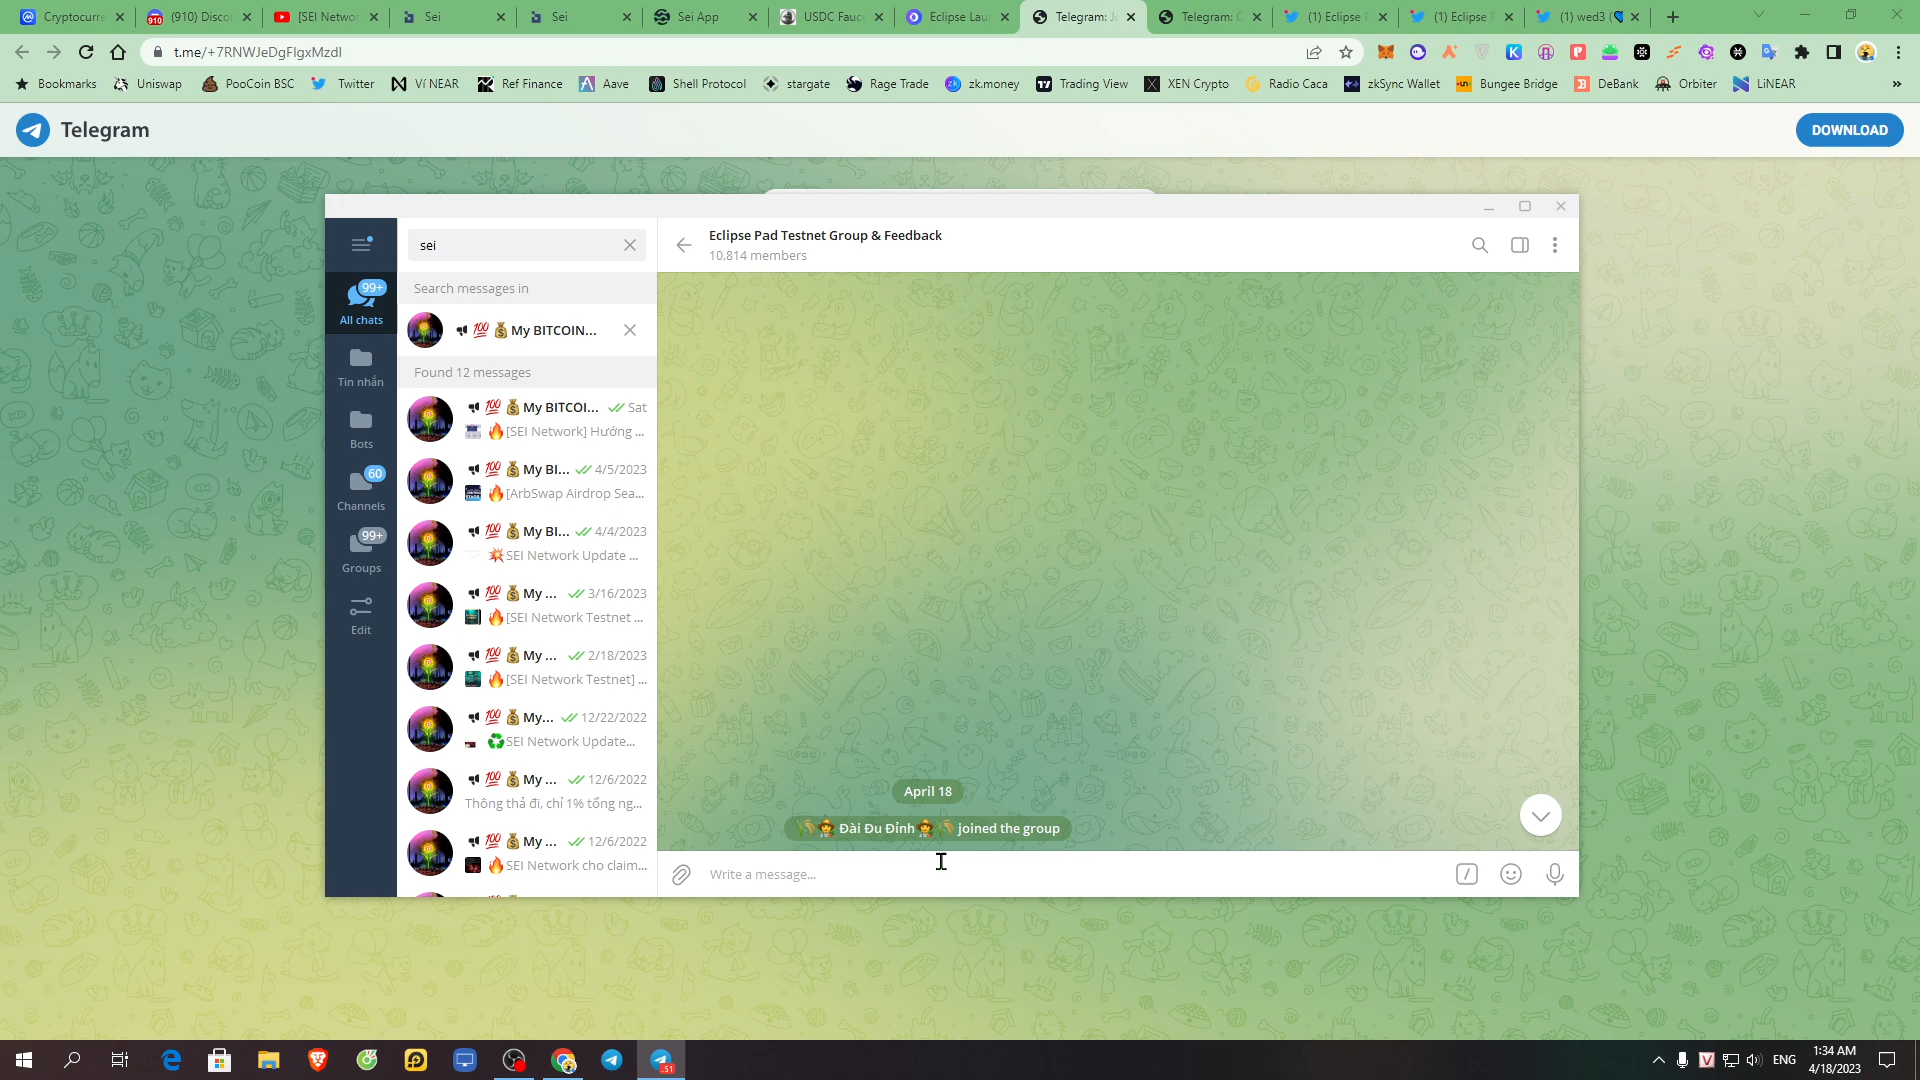 Cryptocurre
(910) Disco
[SEI Networ
Sei
Sei
Sei App
USDC Fauc
Eclipse Lau
Telegram: Jo
Telegram: C
(1) Eclipse
(1) Eclipse
(1) wed3 (
t.me/+7RNWJeDgFlgxMzdl
Bookmarks
Uniswap
PooCoin BSC
Twitter
Ví NEAR
Ref Finance
Aave
Shell Protocol
stargate
Rage Trade
zk.money
Trading View
XEN Crypto
Radio Caca
zkSync Wallet
Bungee Bridge
DeBank
Orbiter
LiNEAR
»
Telegram
DOWNLOAD
99+
All chats
Tin nhắn
Bots
60
Channels
99+
Groups
Edit
sei
Search messages in
💯💰My BITCOIN...
Found 12 messages
💯💰My BITCOI... Sat
🔥[SEI Network] Hướng ...
💯💰My BI... 4/5/2023
🔥[ArbSwap Airdrop Sea...
💯💰My BI... 4/4/2023
💥SEI Network Update ...
💯💰My ... 3/16/2023
🔥[SEI Network Testnet ...
💯💰My ... 2/18/2023
🔥[SEI Network Testnet] ...
💯💰My... 12/22/2022
♻️SEI Network Update...
💯💰My ... 12/6/2022
Thông thả đi, chỉ 1% tổng ng...
💯💰My ... 12/6/2022
🔥SEI Network cho claim...
Eclipse Pad Testnet Group & Feedback
10,814 members
April 18
Đài Đu Đỉnh joined the group
Write a message...
51
ENG
1:34 AM
4/18/2023